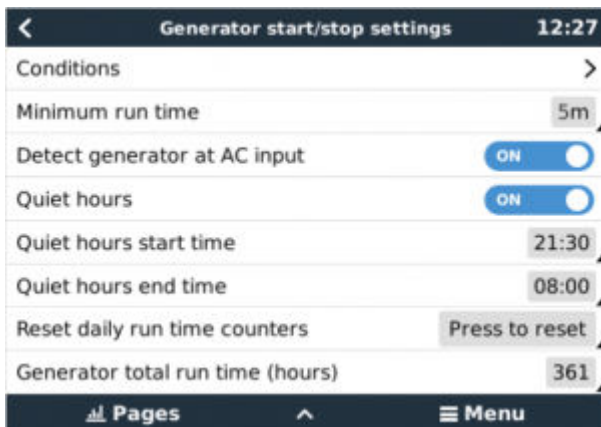 Generator start/stop settings 12:27
Conditions
Minimum run time 5m
Detect generator at AC input ON
Quiet hours ON
Quiet hours start time 21:30
Quiet hours end time 08:00
Reset daily run time counters Press to reset
Generator total run time (hours) 361
Pages Menu